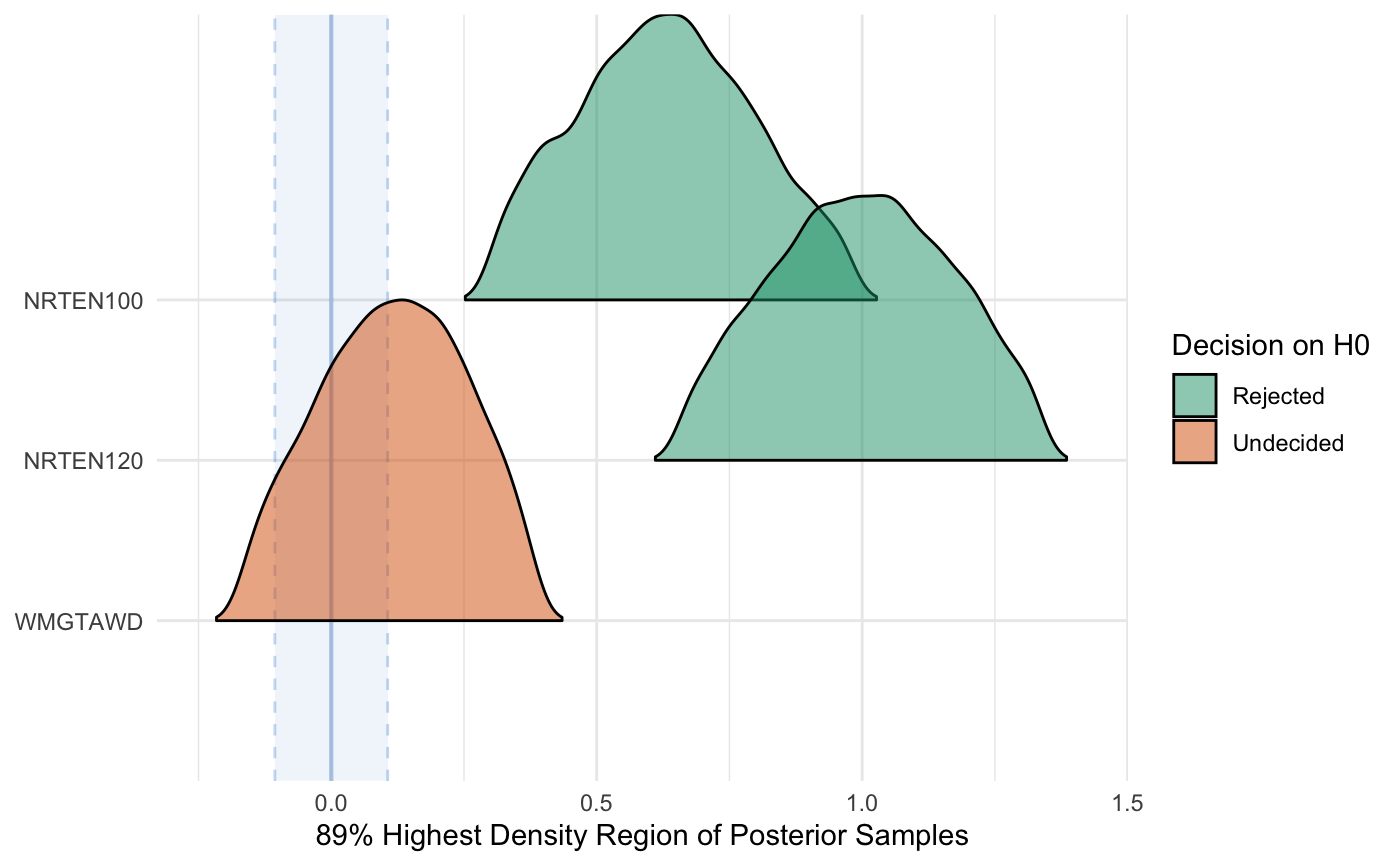 NRTEN100
NRTEN120
WMGTAWD
0.0
0.5
1.0
1.5
89% Highest Density Region of Posterior Samples
Decision on H0
Rejected
Undecided